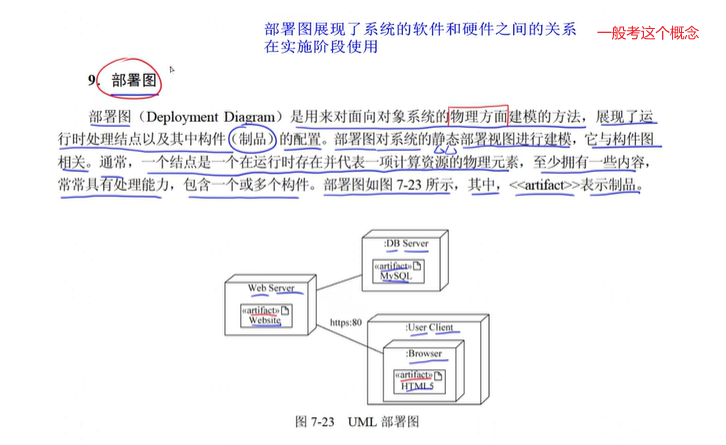 部署图展现了系统的软件和硬件之间的关系
在实施阶段使用
一般考这个概念
9. 部署图
部署图（Deployment Diagram）是用来对面向对象系统的物理方面建模的方法，展现了运
行时处理结点以及其中构件（制品）的配置。部署图对系统的静态部署视图进行建模，它与构件图
相关。通常，一个结点是一个在运行时存在并代表一项计算资源的物理元素，至少拥有一些内容，
常常具有处理能力，包含一个或多个构件。部署图如图 7-23 所示，其中，<<artifact>>表示制品。
:DB Server
«artifact»
MySQL
Web Server
«artifact»
Website
https:80
:User Client
:Browser
«artifact»
HTML5
图 7-23 UML 部署图